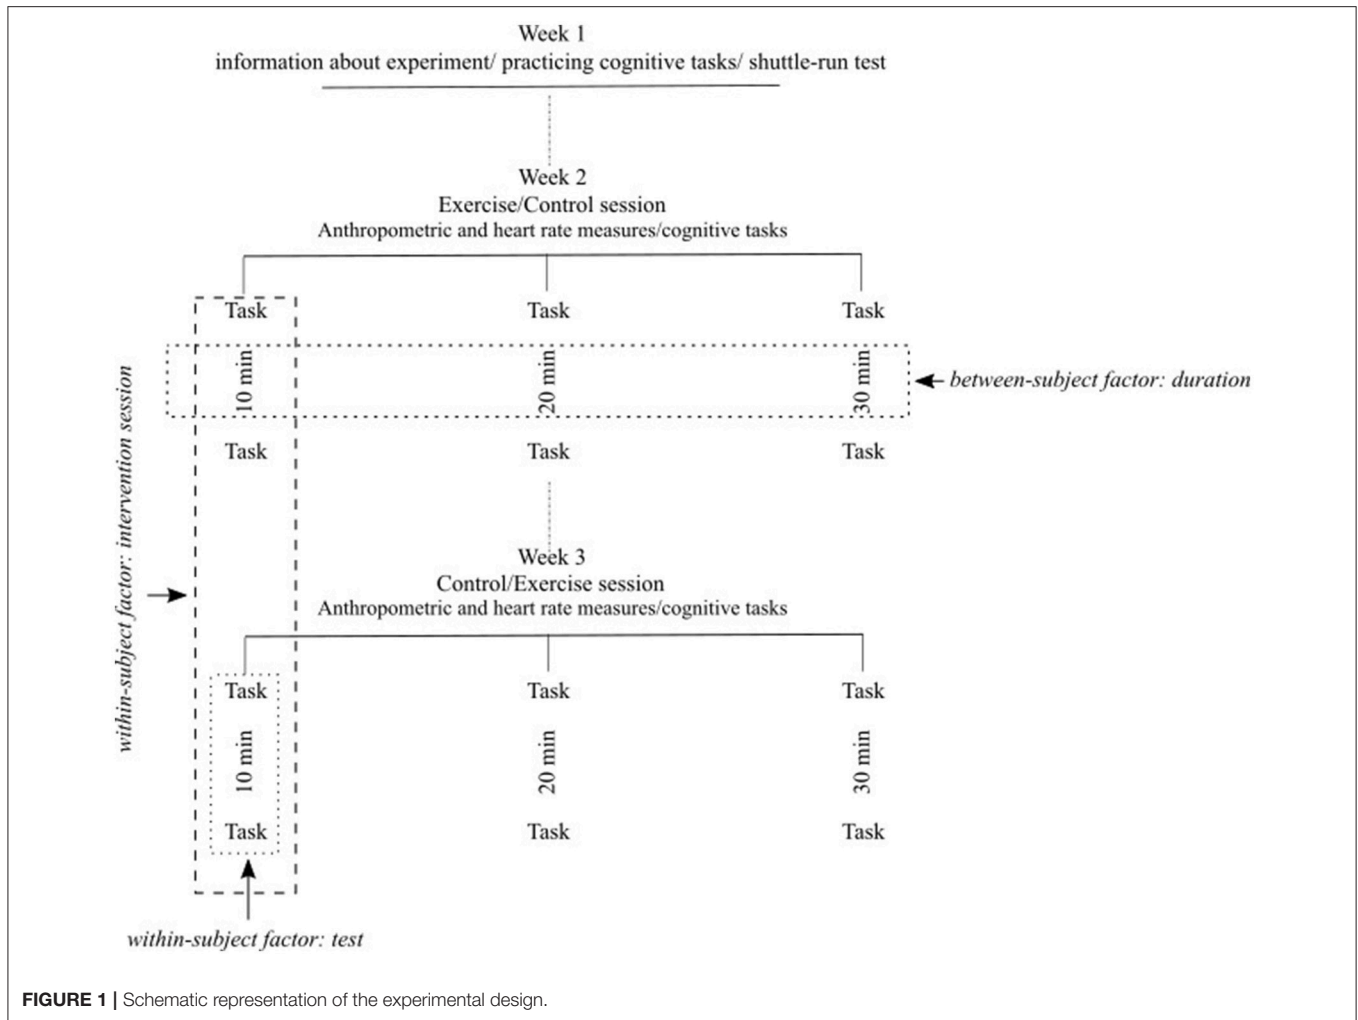 Week 1
information about experiment/ practicing cognitive tasks/ shuttle-run test
Week 2
Exercise/Control session
Anthropometric and heart rate measures/cognitive tasks
Task Task Task
10 min 20 min 30 min
between-subject factor: duration
Task Task Task
within-subject factor: intervention session
Week 3
Control/Exercise session
Anthropometric and heart rate measures/cognitive tasks
Task Task Task
10 min 20 min 30 min
Task Task Task
within-subject factor: test
FIGURE 1 | Schematic representation of the experimental design.